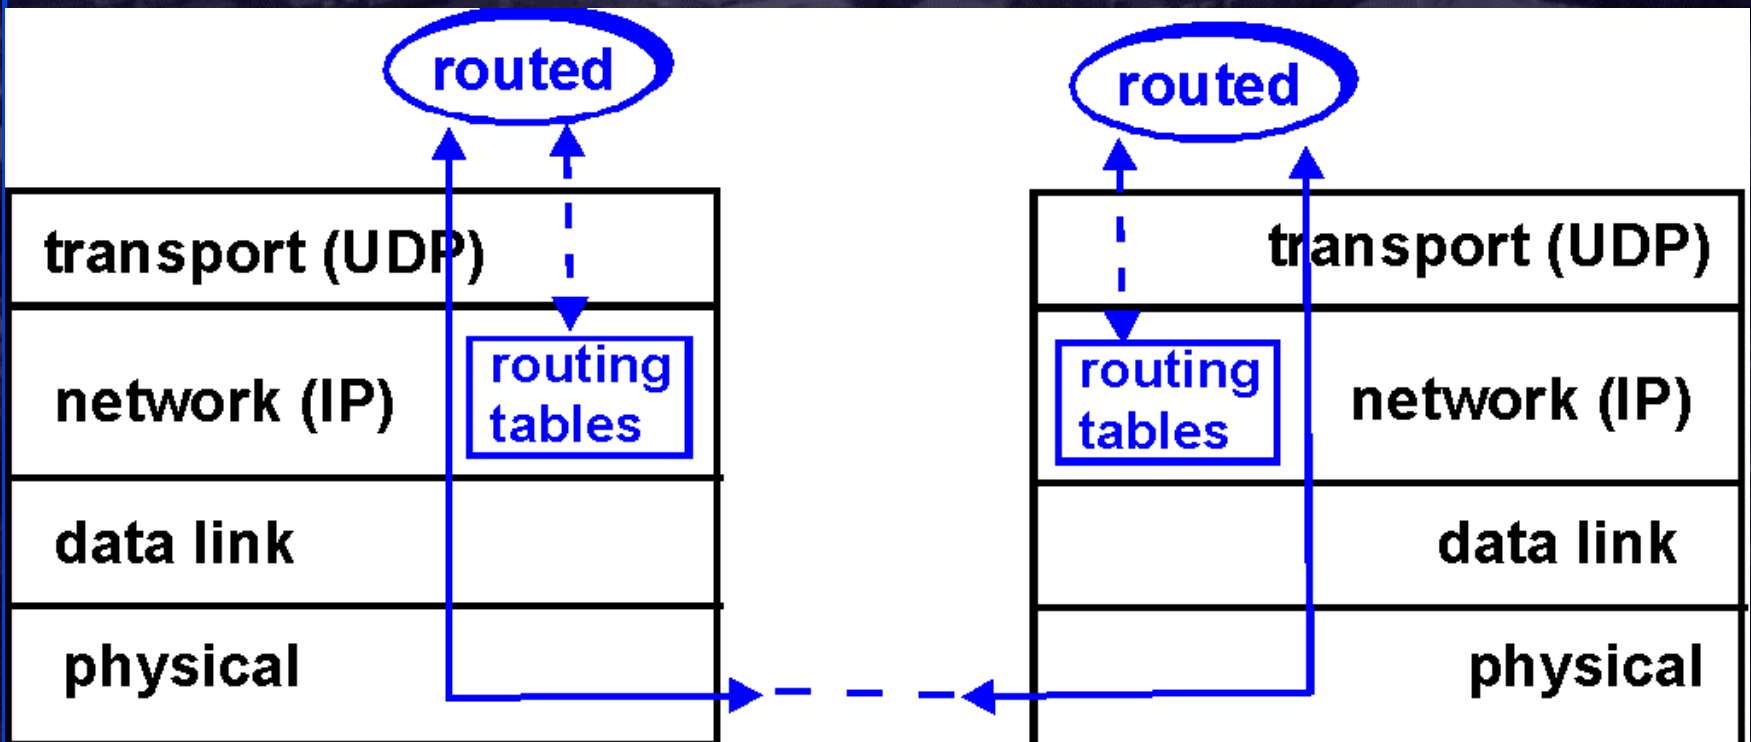 routed
routed
transport (UDP)
transport (UDP)
routing
tables
routing
tables
network (IP)
network (IP)
data link
data link
physical
physical